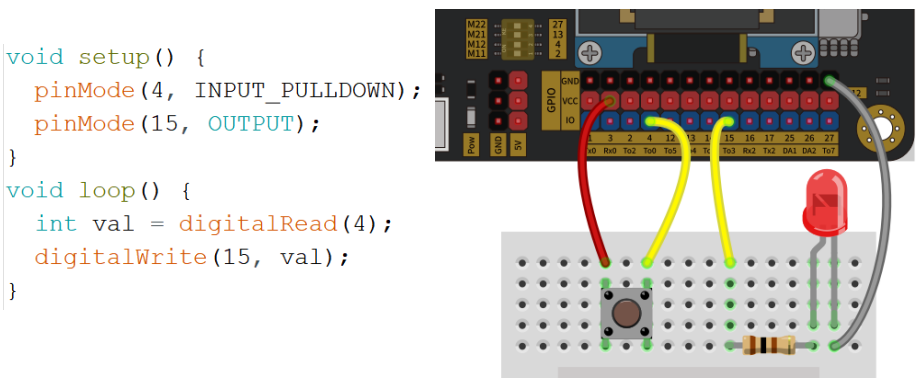 void setup() {
  pinMode(4, INPUT_PULLDOWN);
  pinMode(15, OUTPUT);
}
void loop() {
  int val = digitalRead(4);
  digitalWrite(15, val);
}
M22 27
M21 13
M12 4
M11 2
GPIO
GND
VCC
IO
12
1 3 2 4 12 13 14 15 16 17 25 26 27
Rx0 To2 To0 To3 Rx2 Tx2 DA1 DA2 To7
Pow
GND
5V